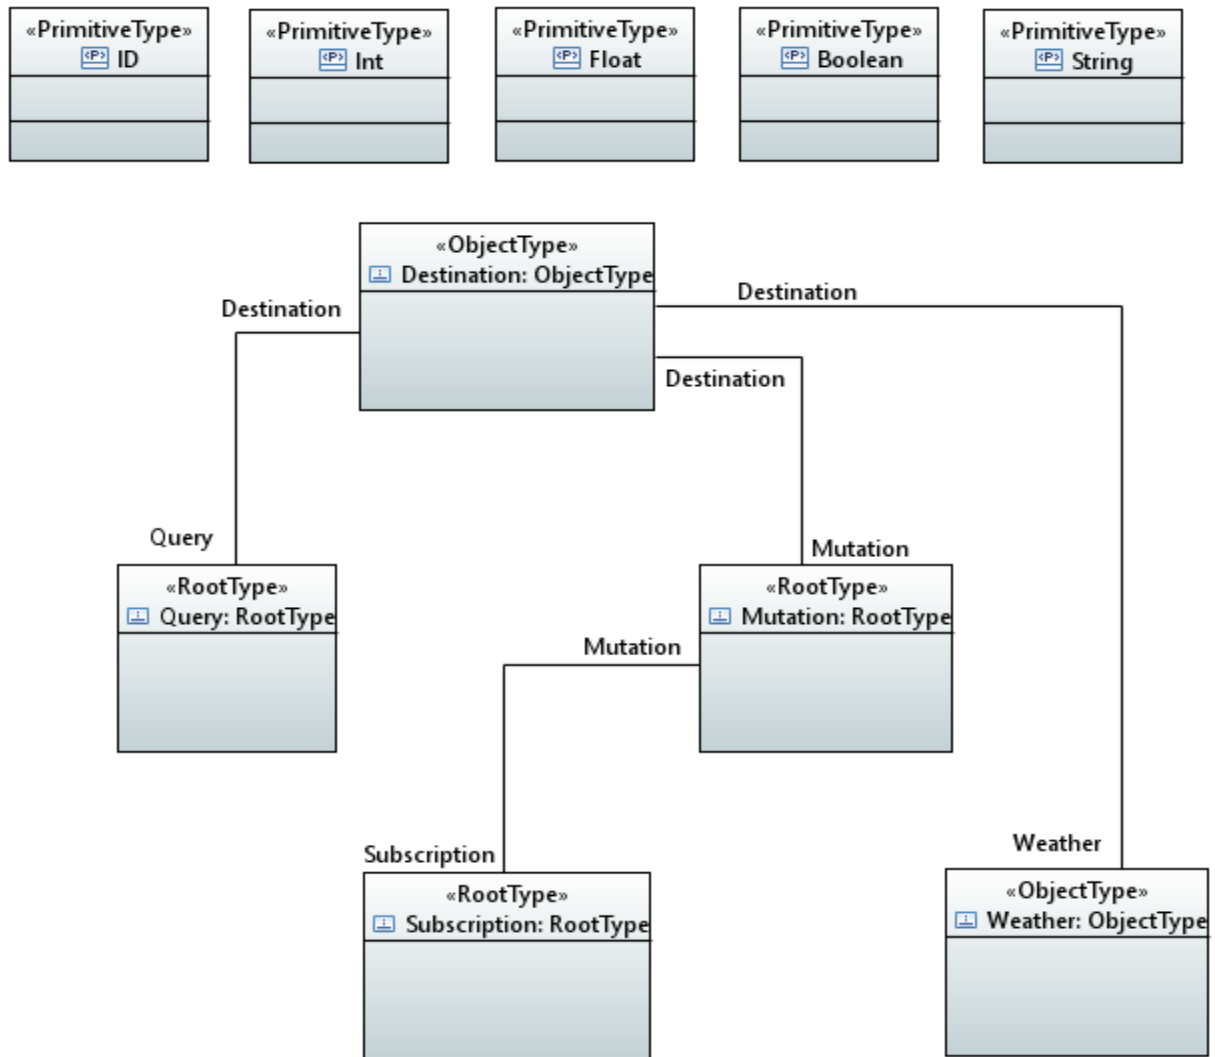 «PrimitiveType»
<P> ID
«PrimitiveType»
<P> Int
«PrimitiveType»
<P> Float
«PrimitiveType»
<P> Boolean
«PrimitiveType»
<P> String
«ObjectType»
Destination: ObjectType
Destination
Destination
Destination
Query
Mutation
«RootType»
Query: RootType
«RootType»
Mutation: RootType
Mutation
Subscription
Weather
«RootType»
Subscription: RootType
«ObjectType»
Weather: ObjectType